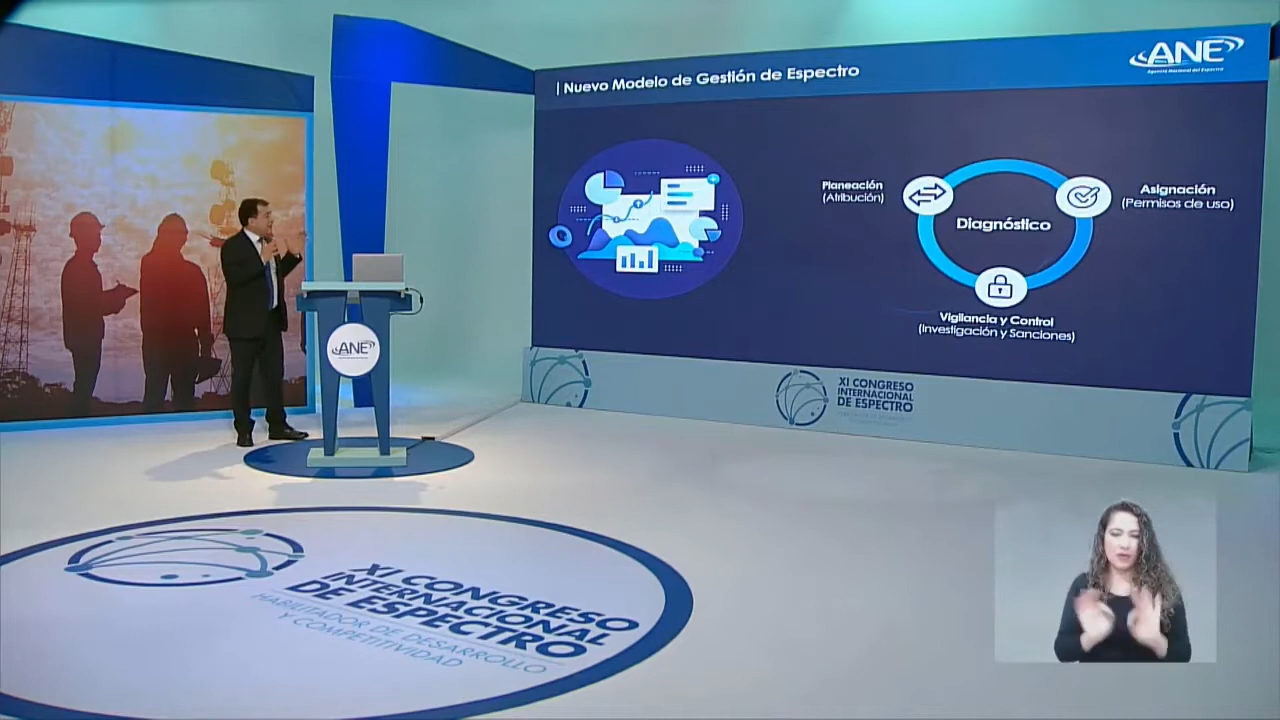 | Nuevo Modelo de Gestión de Espectro
ANE
Agencia Nacional del Espectro
Planeación
(Atribución)
Diagnóstico
Asignación
(Permisos de uso)
Vigilancia y Control
(Investigación y Sanciones)
ANE
XI CONGRESO
INTERNACIONAL
DE ESPECTRO
XI CONGRESO
INTERNACIONAL
DE ESPECTRO
HABILITADOR DE DESARROLLO
Y COMPETITIVIDAD